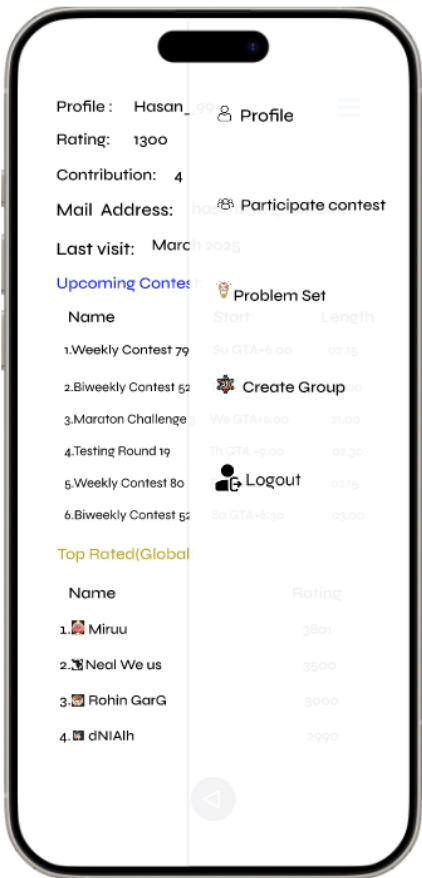 Profile : Hasan_ 99
Profile
Rating: 1300
Contribution: 4
Mail Address:
Participate contest
Last visit: March 2025
Upcoming Contest:
Problem Set
Name Start Length
1.Weekly Contest 79 Su GTA+6.00 02.15
2.Biweekly Contest 52
Create Group
3.Maraton Challenge We GTA+6.00 21.00
4.Testing Round 19 Th GTA +9.00 02.30
5.Weekly Contest 80 02.15
Logout
6.Biweekly Contest 52 Sa GTA+6:30 03.00
Top Rated(Global
Name Rating
1. Miruu 3801
2. Neal We us 3500
3. Rohin GarG 3000
4. dNIAlh 2990